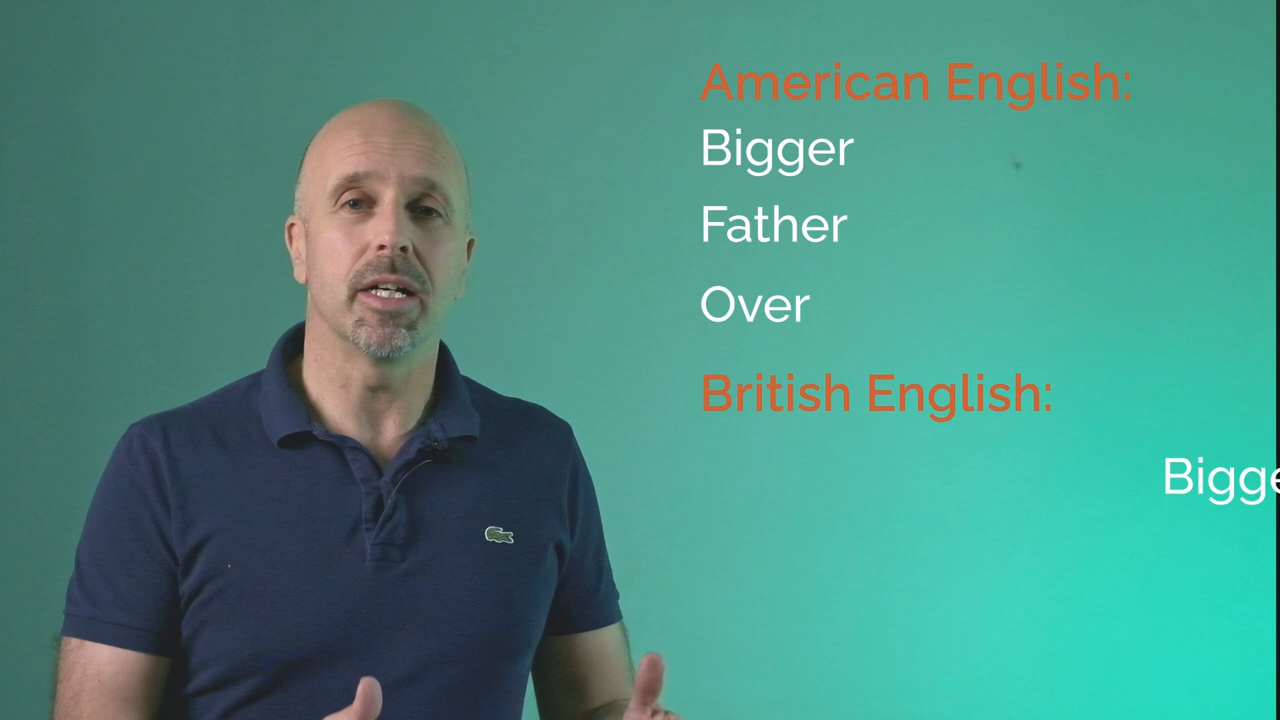 American English:
Bigger
Father
Over
British English:
Bigge